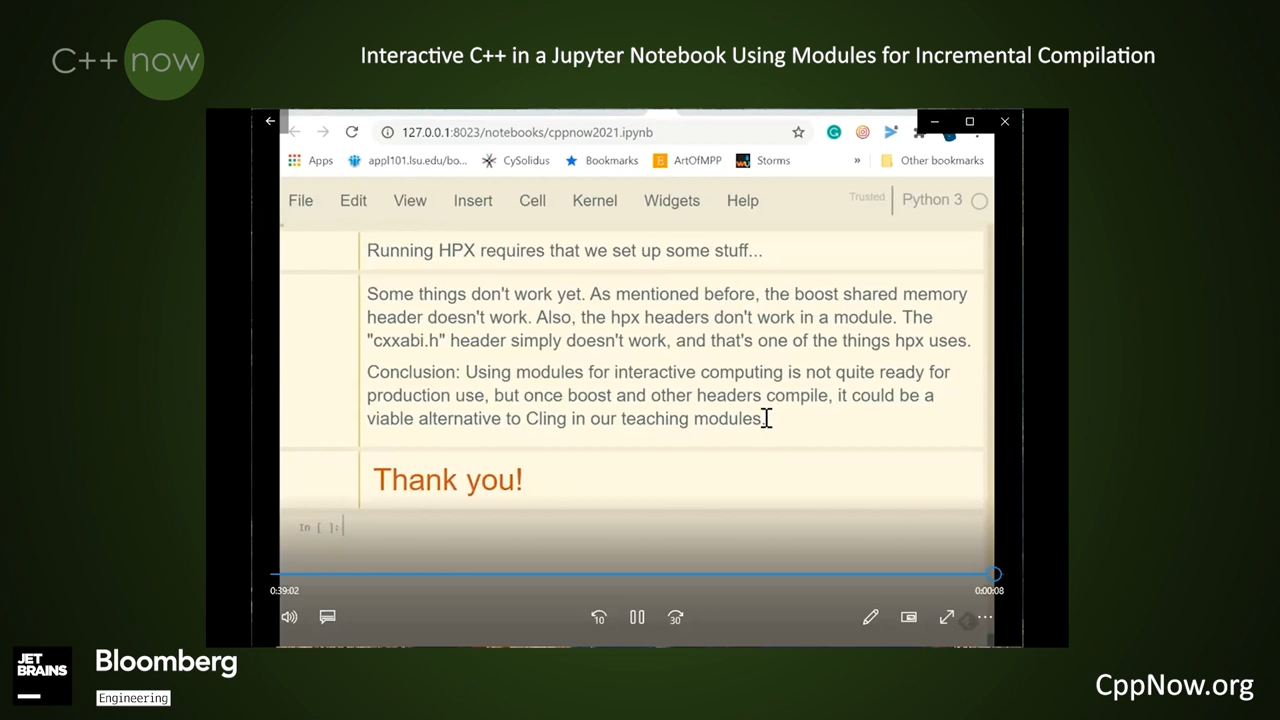 C++ now
Interactive C++ in a Jupyter Notebook Using Modules for Incremental Compilation
127.0.0.1:8023/notebooks/cppnow2021.ipynb
Apps
appl101.lsu.edu/bo...
CySolidus
Bookmarks
ArtOfMPP
Storms
»
Other bookmarks
File Edit View Insert Cell Kernel Widgets Help
Trusted
Python 3
Running HPX requires that we set up some stuff...
Some things don't work yet. As mentioned before, the boost shared memory
header doesn't work. Also, the hpx headers don't work in a module. The
"cxxabi.h" header simply doesn't work, and that's one of the things hpx uses.
Conclusion: Using modules for interactive computing is not quite ready for
production use, but once boost and other headers compile, it could be a
viable alternative to Cling in our teaching modules.
Thank you!
In [ ]:
0:39:02
0:00:08
10
30
JET
BRAINS
Bloomberg
Engineering
CppNow.org